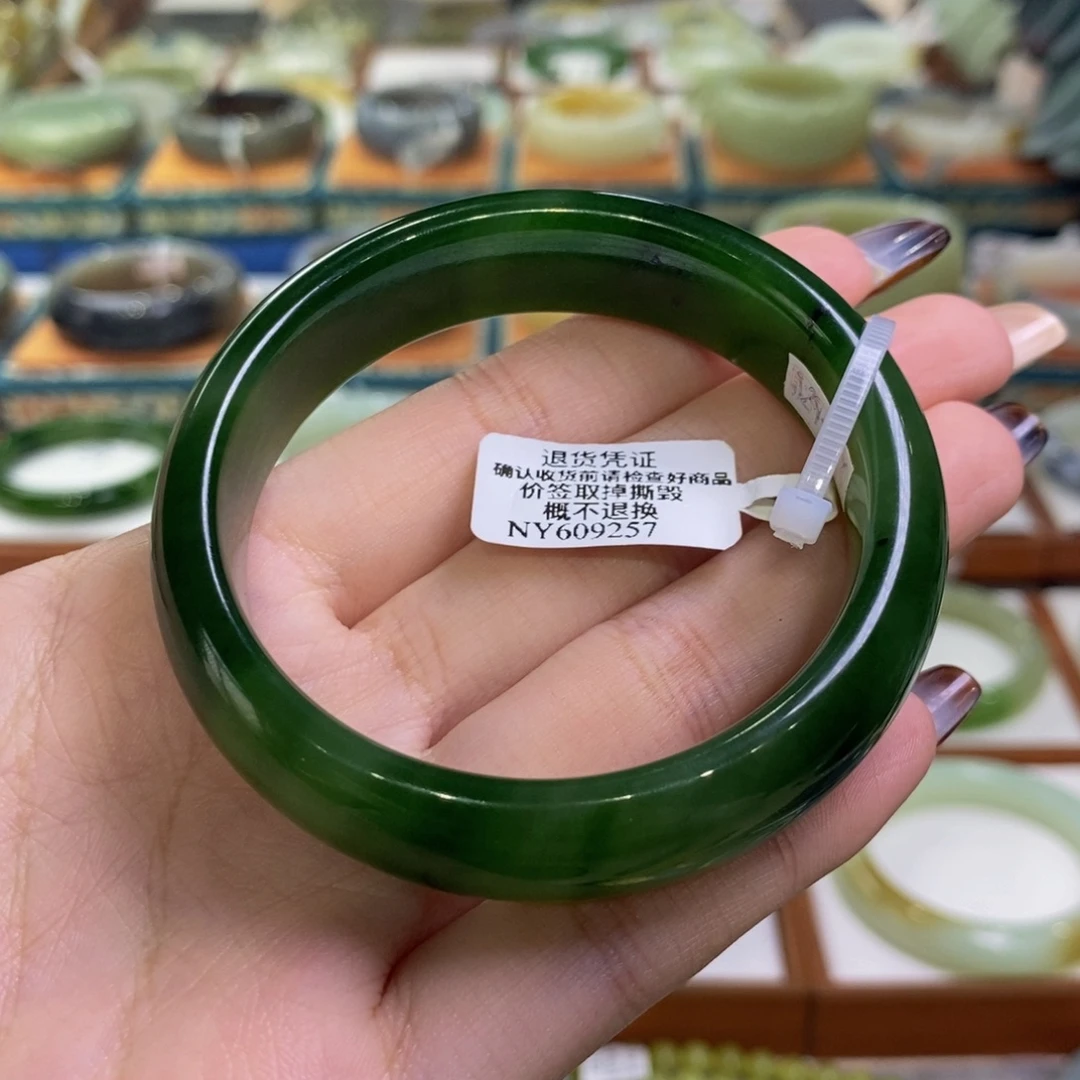 退货凭证
确认收货前请检查好商品
价签取掉撕毁
概不退换
NY609257